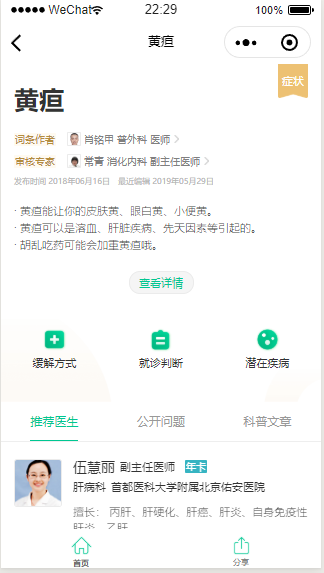 WeChat
22:29
100%
黄疸
症状
黄疸
词条作者 肖铭甲 普外科 医师
审核专家 常青 消化内科 副主任医师
发布时间 2018年06月16日 最近编辑 2019年05月29日
· 黄疸能让你的皮肤黄、眼白黄、小便黄。
· 黄疸可以是溶血、肝脏疾病、先天因素等引起的。
· 胡乱吃药可能会加重黄疸哦。
查看详情
缓解方式 就诊判断 潜在疾病
推荐医生 公开问题 科普文章
伍慧丽 副主任医师 年卡
肝病科 首都医科大学附属北京佑安医院
擅长: 丙肝、肝硬化、肝癌、肝炎、自身免疫性
肝炎、乙肝
首页 分享